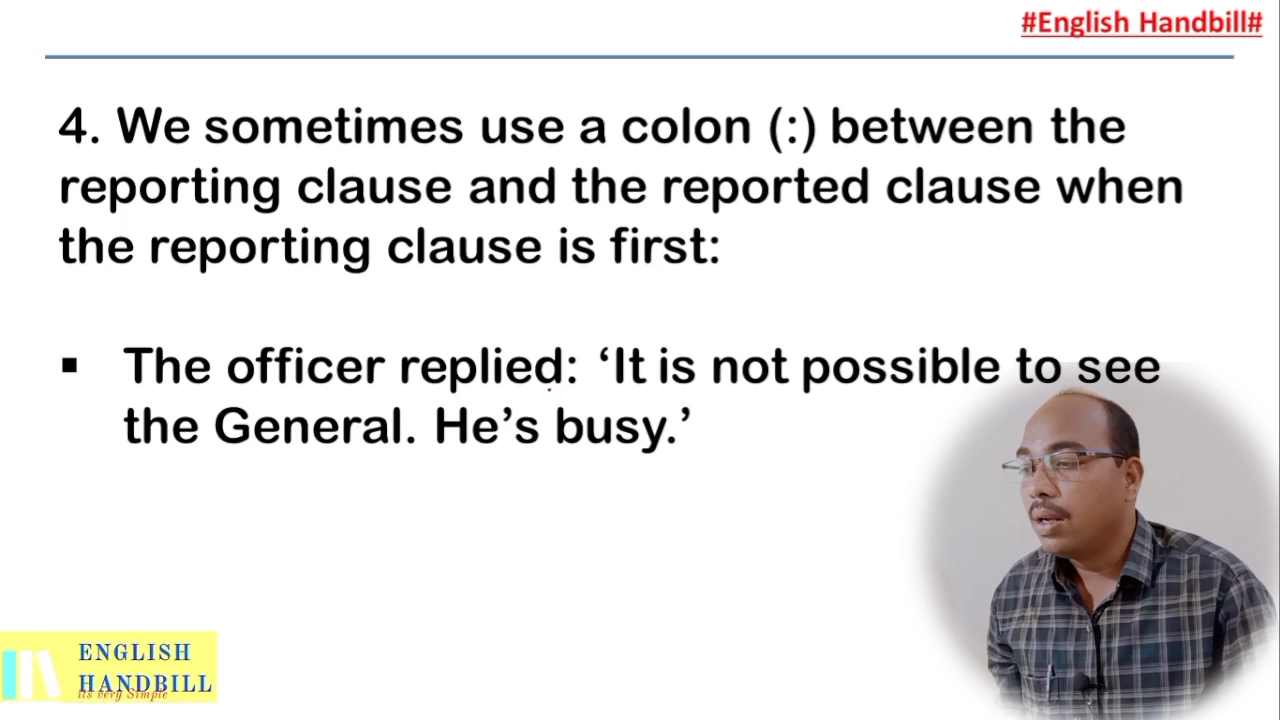 #English Handbill#
4. We sometimes use a colon (:) between the
reporting clause and the reported clause when
the reporting clause is first:
▪ The officer replied: ‘It is not possible to see
the General. He’s busy.’
ENGLISH
HANDBILL
its very Simple